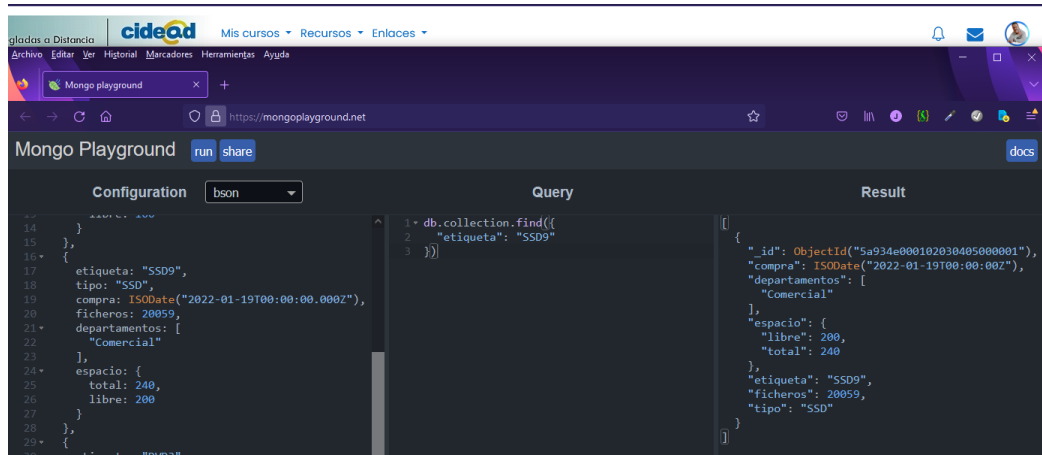 gladas a Distancia cidead Mis cursos Recursos Enlaces
Archivo Editar Ver Historial Marcadores Herramientas Ayuda
Mongo playground
https://mongoplayground.net
Mongo Playground run share docs
Configuration bson Query Result
13 libre: 100
14 }
15 },
16 {
17 etiqueta: "SSD9",
18 tipo: "SSD",
19 compra: ISODate("2022-01-19T00:00:00.000Z"),
20 ficheros: 20059,
21 departamentos: [
22 "Comercial"
23 ],
24 espacio: {
25 total: 240,
26 libre: 200
27 }
28 },
29 {
1 db.collection.find({
2 "etiqueta": "SSD9"
3 })
[
{
"_id": ObjectId("5a934e000102030405000001"),
"compra": ISODate("2022-01-19T00:00:00Z"),
"departamentos": [
"Comercial"
],
"espacio": {
"libre": 200,
"total": 240
},
"etiqueta": "SSD9",
"ficheros": 20059,
"tipo": "SSD"
}
]